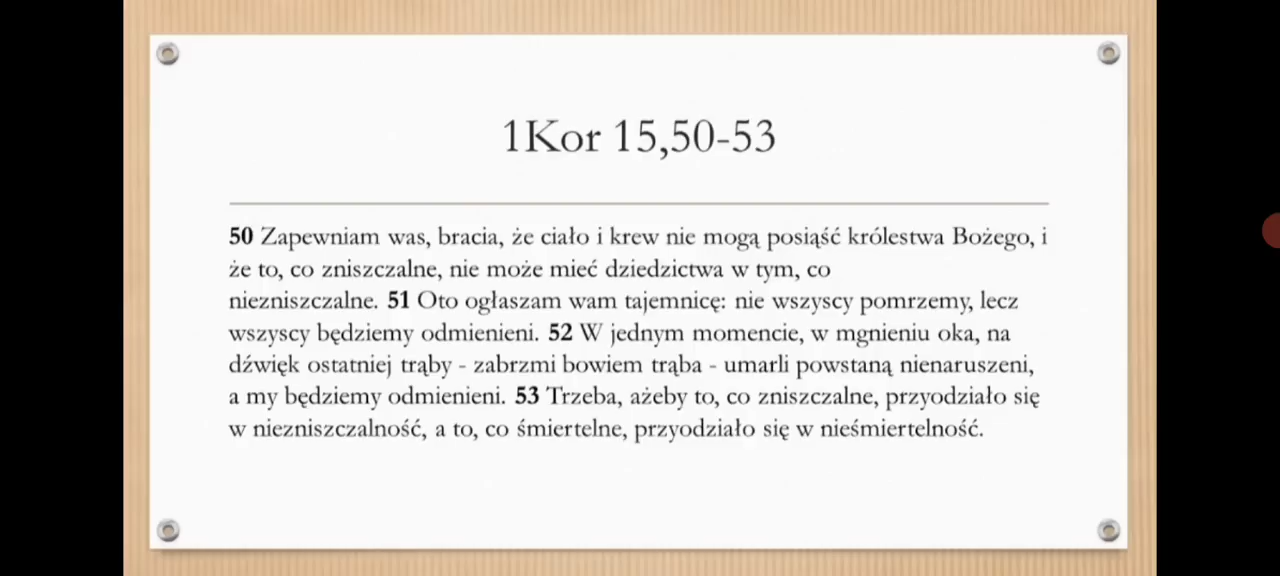 1Kor 15,50-53
50 Zapewniam was, bracia, że ciało i krew nie mogą posiąść królestwa Bożego, i
że to, co zniszczalne, nie może mieć dziedzictwa w tym, co
niezniszczalne. 51 Oto ogłaszam wam tajemnicę: nie wszyscy pomrzemy, lecz
wszyscy będziemy odmienieni. 52 W jednym momencie, w mgnieniu oka, na
dźwięk ostatniej trąby - zabrzmi bowiem trąba - umarli powstaną nienaruszeni,
a my będziemy odmienieni. 53 Trzeba, ażeby to, co zniszczalne, przyodziało się
w niezniszczalność, a to, co śmiertelne, przyodziało się w nieśmiertelność.